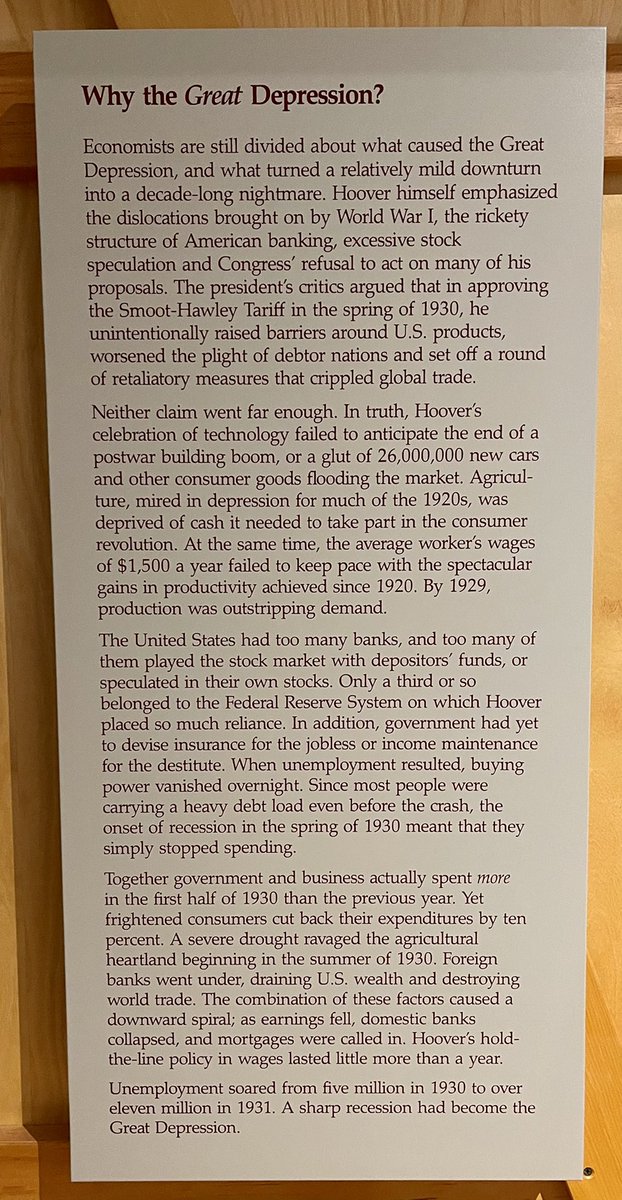 Why the Great Depression?
Economists are still divided about what caused the Great
Depression, and what turned a relatively mild downturn
into a decade-long nightmare. Hoover himself emphasized
the dislocations brought on by World War I, the rickety
structure of American banking, excessive stock
speculation and Congress' refusal to act on many of his
proposals. The president's critics argued that in approving
the Smoot-Hawley Tariff in the spring of 1930, he
unintentionally raised barriers around U.S. products,
worsened the plight of debtor nations and set off a round
of retaliatory measures that crippled global trade.
Neither claim went far enough. In truth, Hoover's
celebration of technology failed to anticipate the end of a
postwar building boom, or a glut of 26,000,000 new cars
and other consumer goods flooding the market. Agricul-
ture, mired in depression for much of the 1920s, was
deprived of cash it needed to take part in the consumer
revolution. At the same time, the average worker's wages
of $1,500 a year failed to keep pace with the spectacular
gains in productivity achieved since 1920. By 1929,
production was outstripping demand.
The United States had too many banks, and too many of
them played the stock market with depositors' funds, or
speculated in their own stocks. Only a third or so
belonged to the Federal Reserve System on which Hoover
placed so much reliance. In addition, government had yet
to devise insurance for the jobless or income maintenance
for the destitute. When unemployment resulted, buying
power vanished overnight. Since most people were
carrying a heavy debt load even before the crash, the
onset of recession in the spring of 1930 meant that they
simply stopped spending.
Together government and business actually spent more
in the first half of 1930 than the previous year. Yet
frightened consumers cut back their expenditures by ten
percent. A severe drought ravaged the agricultural
heartland beginning in the summer of 1930. Foreign
banks went under, draining U.S. wealth and destroying
world trade. The combination of these factors caused a
downward spiral; as earnings fell, domestic banks
collapsed, and mortgages were called in. Hoover's hold-
the-line policy in wages lasted little more than a year.
Unemployment soared from five million in 1930 to over
eleven million in 1931. A sharp recession had become the
Great Depression.